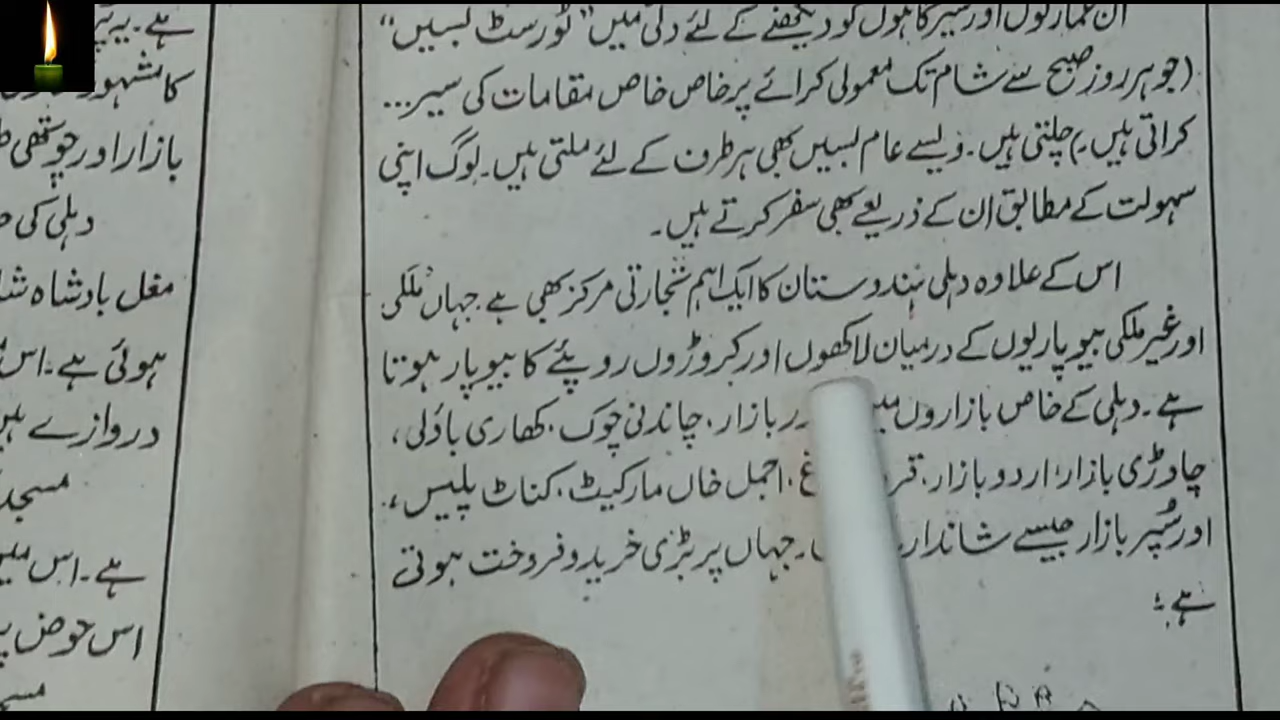 ان عمارتوں اور سیرگاہوں کو دیکھنے کے لئے دلّی میں "ٹورسٹ بسیں"
(جو ہر روز صبح سے شام تک معمولی کرائے پر خاص خاص مقامات کی سیر...
کراتی ہیں۔) چلتی ہیں۔ ویسے عام بسیں بھی ہر طرف کے لئے ملتی ہیں۔ لوگ اپنی
سہولت کے مطابق ان کے ذریعے بھی سفر کرتے ہیں۔
اس کے علاوہ دہلی ہندوستان کا ایک اہم تجارتی مرکز بھی ہے۔ جہاں ملکی
اور غیر ملکی بیوپاریوں کے درمیان لاکھوں اور کروڑوں روپئے کا بیوپار ہوتا
ہے۔ دہلی کے خاص بازاروں بازار، چاندنی چوک، کھاری باؤلی،
چاوڑی بازار، اردو بازار، اجمل خاں مارکیٹ، کناٹ پلیس،
اور سُپر بازار جیسے شاندار جہاں پر بڑی خرید و فروخت ہوتی
ہے۔
ہے۔ یہ
کا مشہور
بازار اور چوتھی
دہلی کی
مغل بادشاہ
ہوئی ہے۔ اس
دروازے
مسجد
ہے۔ اس میں
اس حوض